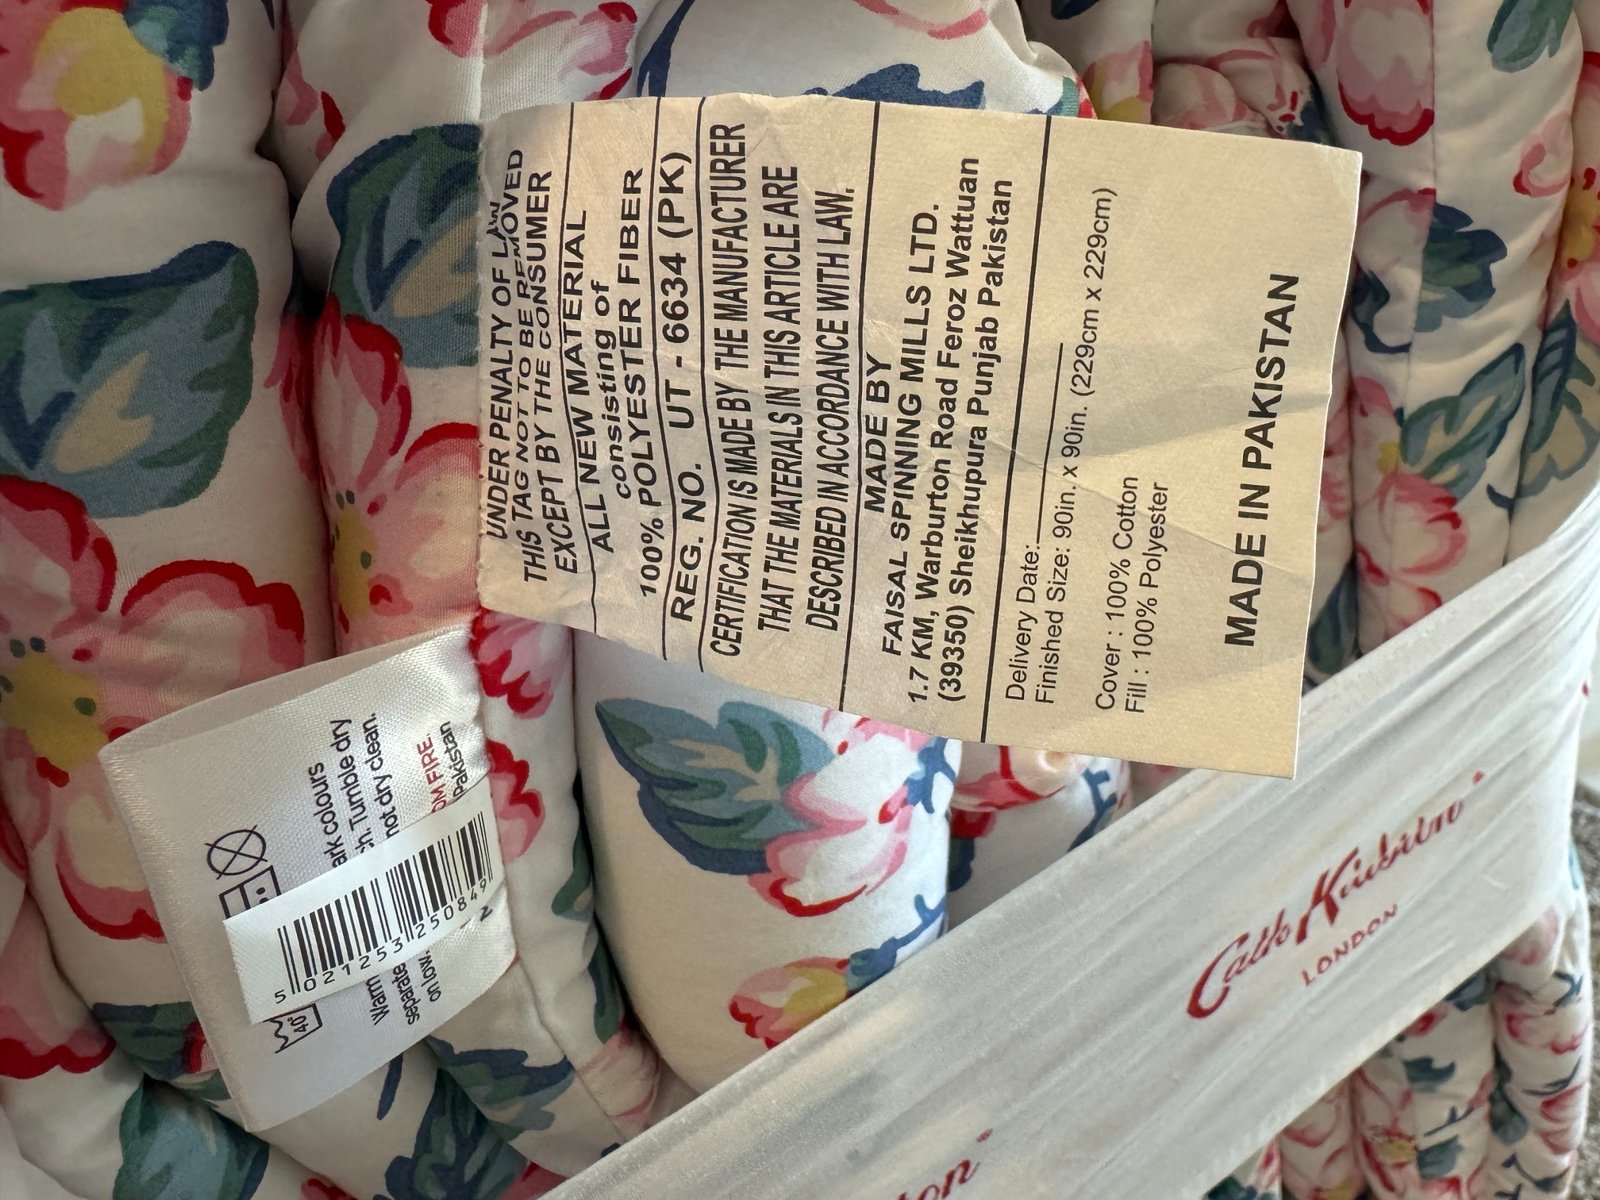 UNDER PENALTY OF LAW
THIS TAG NOT TO BE REMOVED
EXCEPT BY THE CONSUMER
ALL NEW MATERIAL
consisting of
100% POLYESTER FIBER
REG. NO. UT - 6634 (PK)
CERTIFICATION IS MADE BY THE MANUFACTURER
THAT THE MATERIALS IN THIS ARTICLE ARE
DESCRIBED IN ACCORDANCE WITH LAW.
MADE BY
FAISAL SPINNING MILLS LTD.
1.7 KM, Warburton Road Feroz Wattuan
(39350) Sheikhupura Punjab Pakistan
Delivery Date:
Finished Size: 90in. x 90in. (229cm x 229cm)
Cover : 100% Cotton
Fill : 100% Polyester
MADE IN PAKISTAN
40°
Warm
ark colours
separate
Tumble dry
on low.
not dry clean.
OM FIRE.
Pakistan
5 021253 250849
Cath Kidston
LONDON